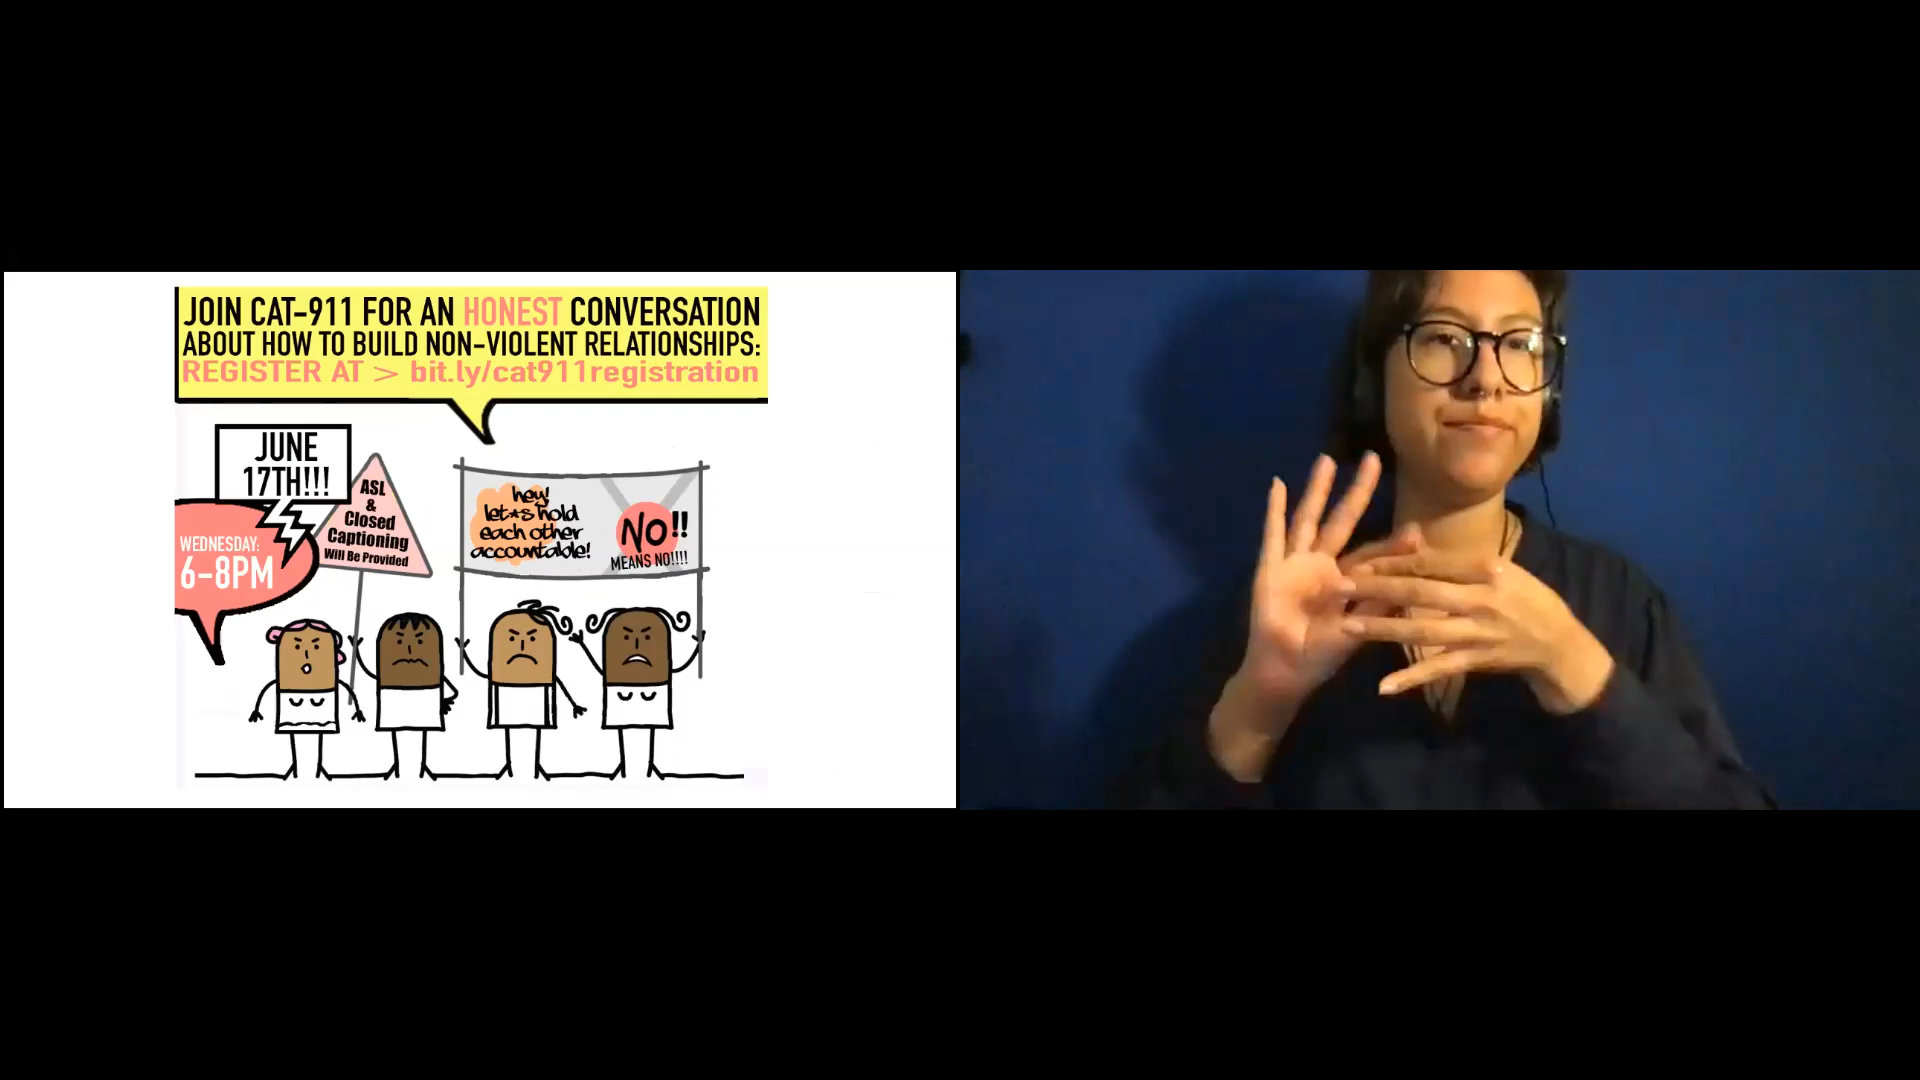 JOIN CAT-911 FOR AN HONEST CONVERSATION
ABOUT HOW TO BUILD NON-VIOLENT RELATIONSHIPS:
REGISTER AT > bit.ly/cat911registration
JUNE
17TH!!!
WEDNESDAY:
6-8PM
ASL
&
Closed
Captioning
Will Be Provided
hey!
let*s hold
each other
accountable!
NO!!
MEANS NO!!!!